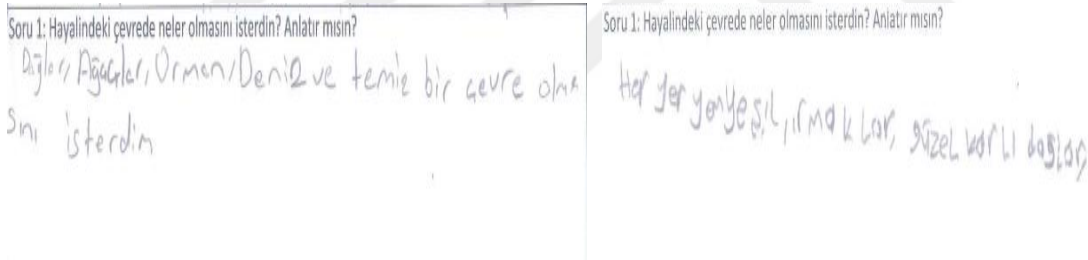 Soru 1: Hayalindeki çevrede neler olmasını isterdin? Anlatır mısın?
Dağlar, Ağaçlar, Orman, Deniz ve temiz bir çevre olma
sını isterdim
Soru 1: Hayalindeki çevrede neler olmasını isterdin? Anlatır mısın?
Her yer yemyeşil, ırmaklar, güzel karlı dağlar,